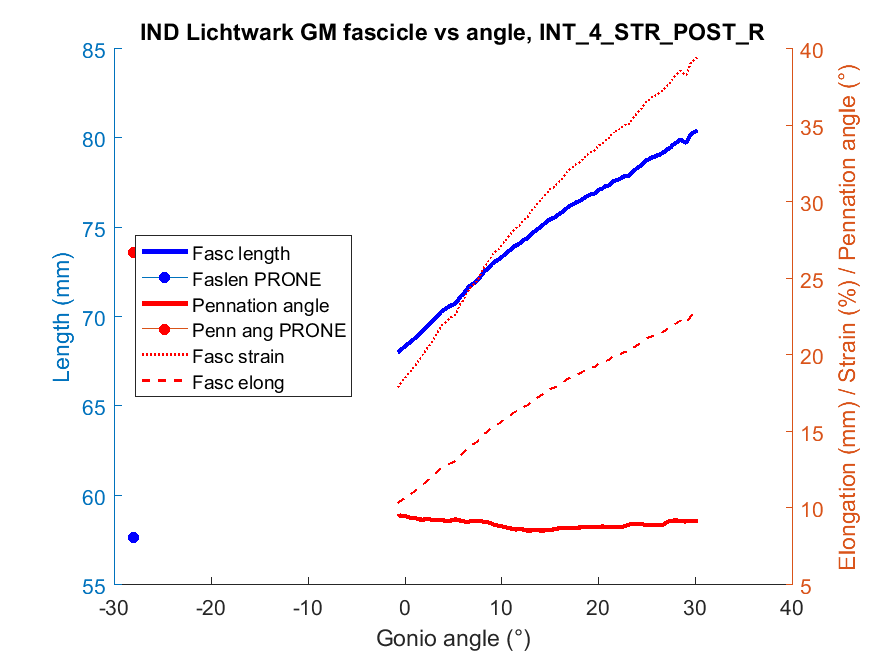 IND Lichtwark GM fascicle vs angle, INT_4_STR_POST_R
85
80
75
70
65
60
55
Length (mm)
40
35
30
25
20
15
10
5
Elongation (mm) / Strain (%) / Pennation angle (°)
Fasc length
Faslen PRONE
Pennation angle
Penn ang PRONE
Fasc strain
Fasc elong
-30 -20 -10 0 10 20 30 40
Gonio angle (°)